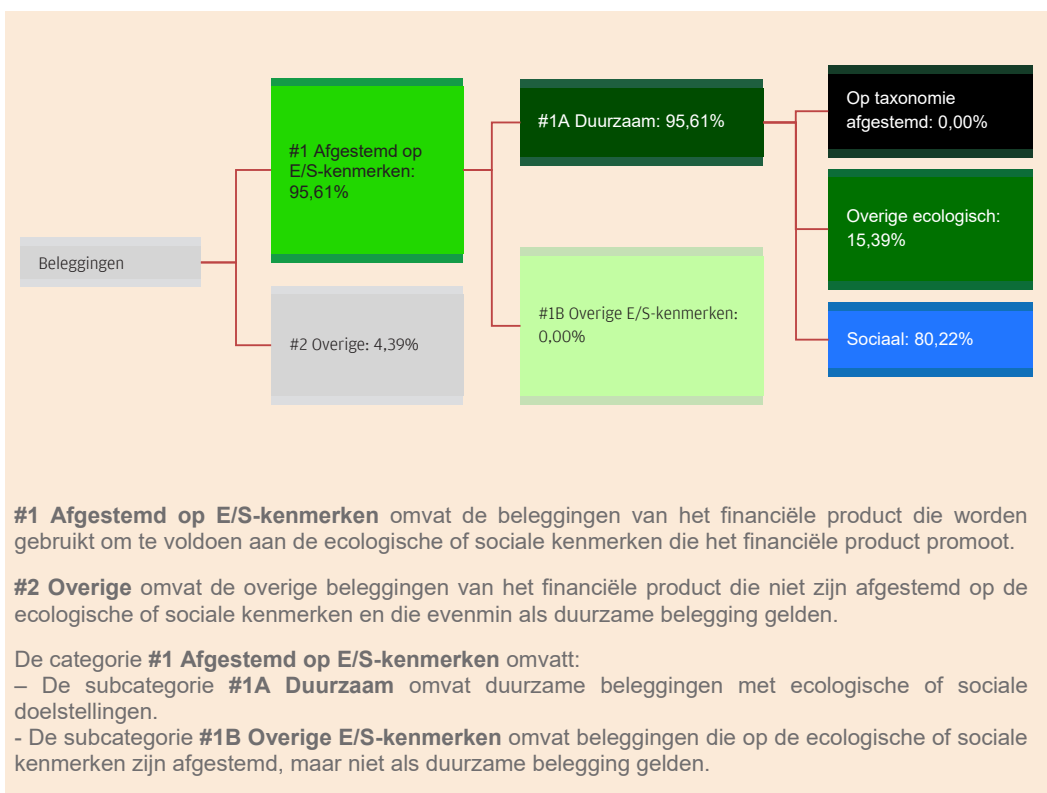 Beleggingen
#1 Afgestemd op
E/S-kenmerken:
95,61%
#2 Overige: 4,39%
#1A Duurzaam: 95,61%
#1B Overige E/S-kenmerken:
0,00%
Op taxonomie
afgestemd: 0,00%
Overige ecologisch:
15,39%
Sociaal: 80,22%
#1 Afgestemd op E/S-kenmerken omvat de beleggingen van het financiële product die worden
gebruikt om te voldoen aan de ecologische of sociale kenmerken die het financiële product promoot.
#2 Overige omvat de overige beleggingen van het financiële product die niet zijn afgestemd op de
ecologische of sociale kenmerken en die evenmin als duurzame belegging gelden.
De categorie #1 Afgestemd op E/S-kenmerken omvatt:
– De subcategorie #1A Duurzaam omvat duurzame beleggingen met ecologische of sociale
doelstellingen.
- De subcategorie #1B Overige E/S-kenmerken omvat beleggingen die op de ecologische of sociale
kenmerken zijn afgestemd, maar niet als duurzame belegging gelden.